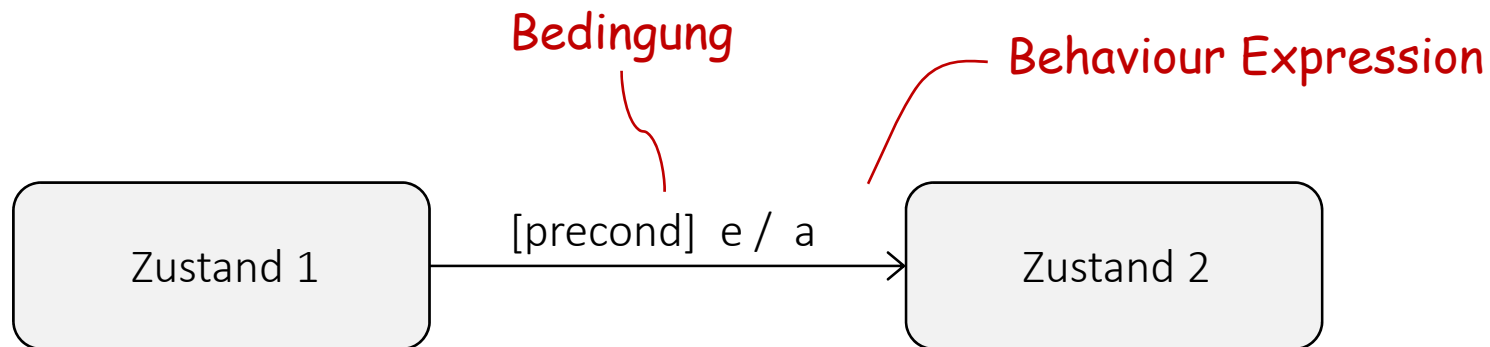 Bedingung
Behaviour Expression
[precond] e / a
Zustand 1
Zustand 2